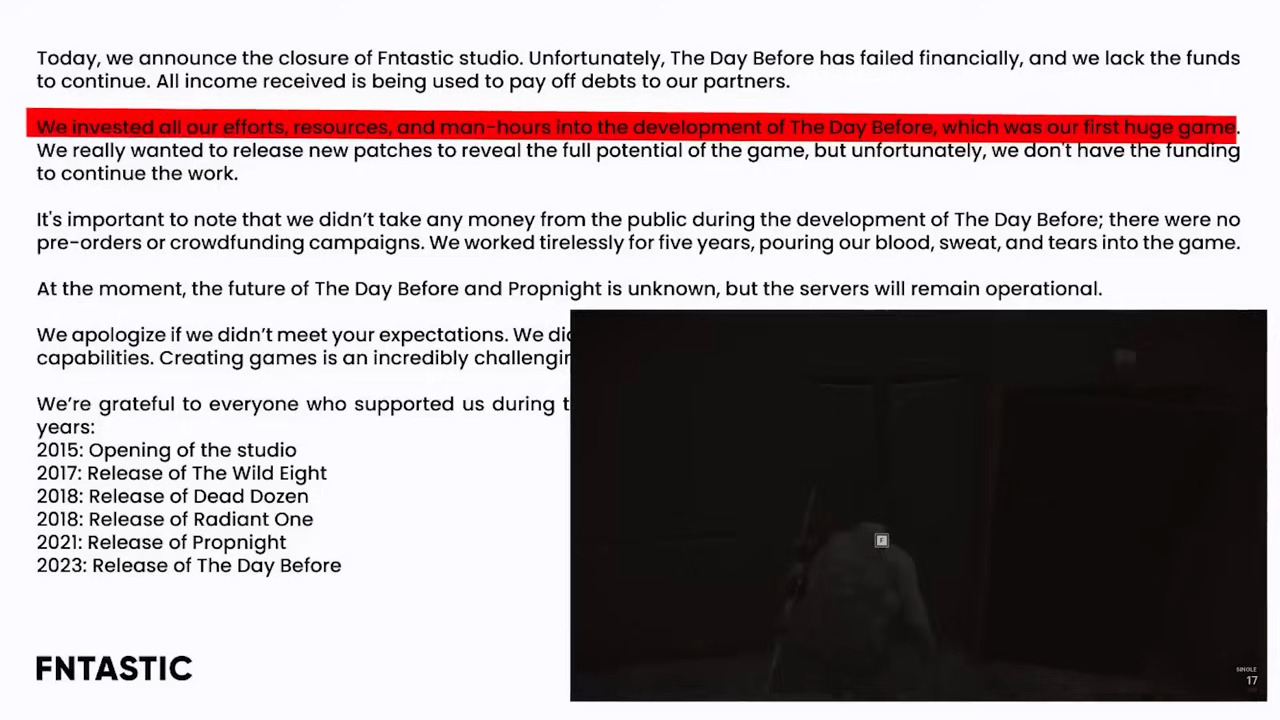 Today, we announce the closure of Fntastic studio. Unfortunately, The Day Before has failed financially, and we lack the funds
to continue. All income received is being used to pay off debts to our partners.
We invested all our efforts, resources, and man-hours into the development of The Day Before, which was our first huge game.
We really wanted to release new patches to reveal the full potential of the game, but unfortunately, we don't have the funding
to continue the work.
It's important to note that we didn’t take any money from the public during the development of The Day Before; there were no
pre-orders or crowdfunding campaigns. We worked tirelessly for five years, pouring our blood, sweat, and tears into the game.
At the moment, the future of The Day Before and Propnight is unknown, but the servers will remain operational.
We apologize if we didn’t meet your expectations. We
capabilities. Creating games is an incredibly
We’re grateful to everyone who supported us during
years:
2015: Opening of the studio
2017: Release of The Wild Eight
2018: Release of Dead Dozen
2018: Release of Radiant One
2021: Release of Propnight
2023: Release of The Day Before
F
SINGLE
17
FNTASTIC